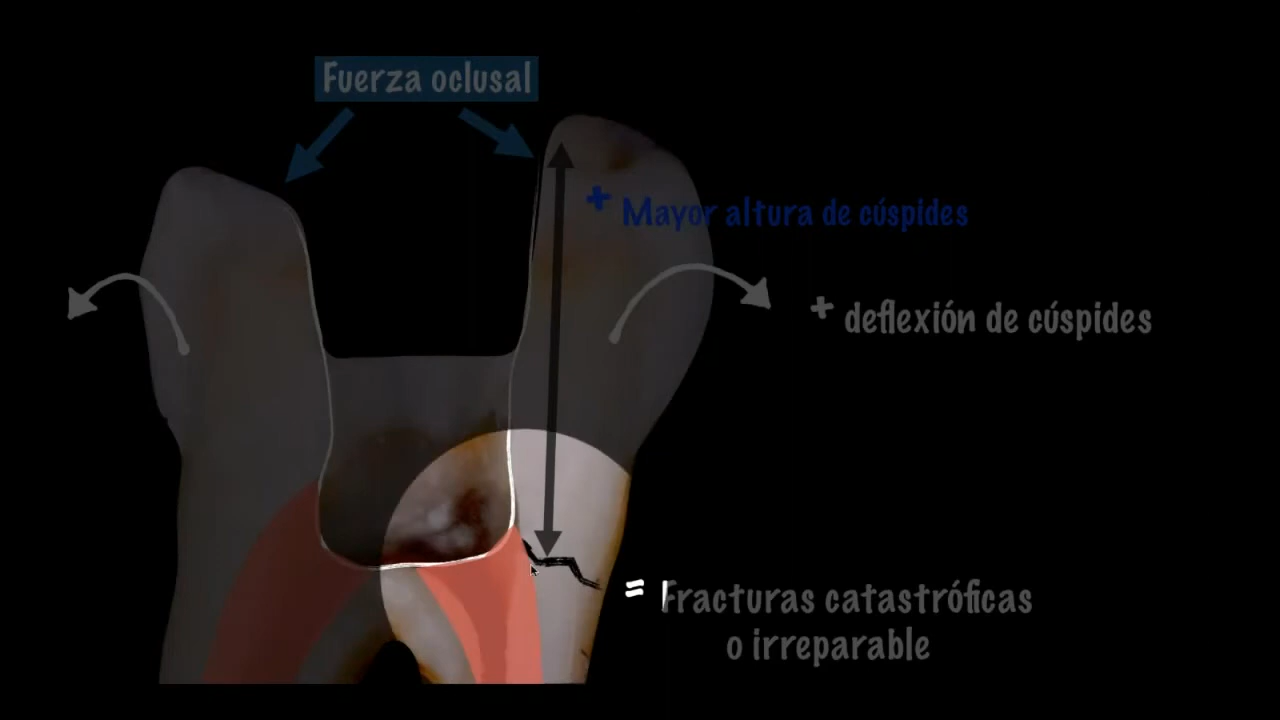 Fuerza oclusal
+ Mayor altura de cúspides
+ deflexión de cúspides
= Fracturas catastróficas
o irreparable